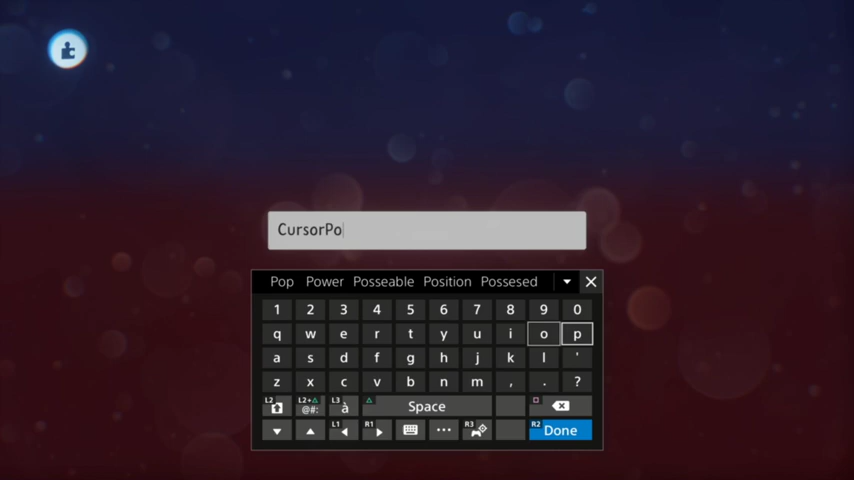 CursorPo
Pop Power Posseable Position Possesed
1 2 3 4 5 6 7 8 9 0
q w e r t y u i o p
a s d f g h j k l '
z x c v b n m , . ?
L2 L2+△ @#: L3 à △ Space □
L1 R1 ... R3 R2 Done